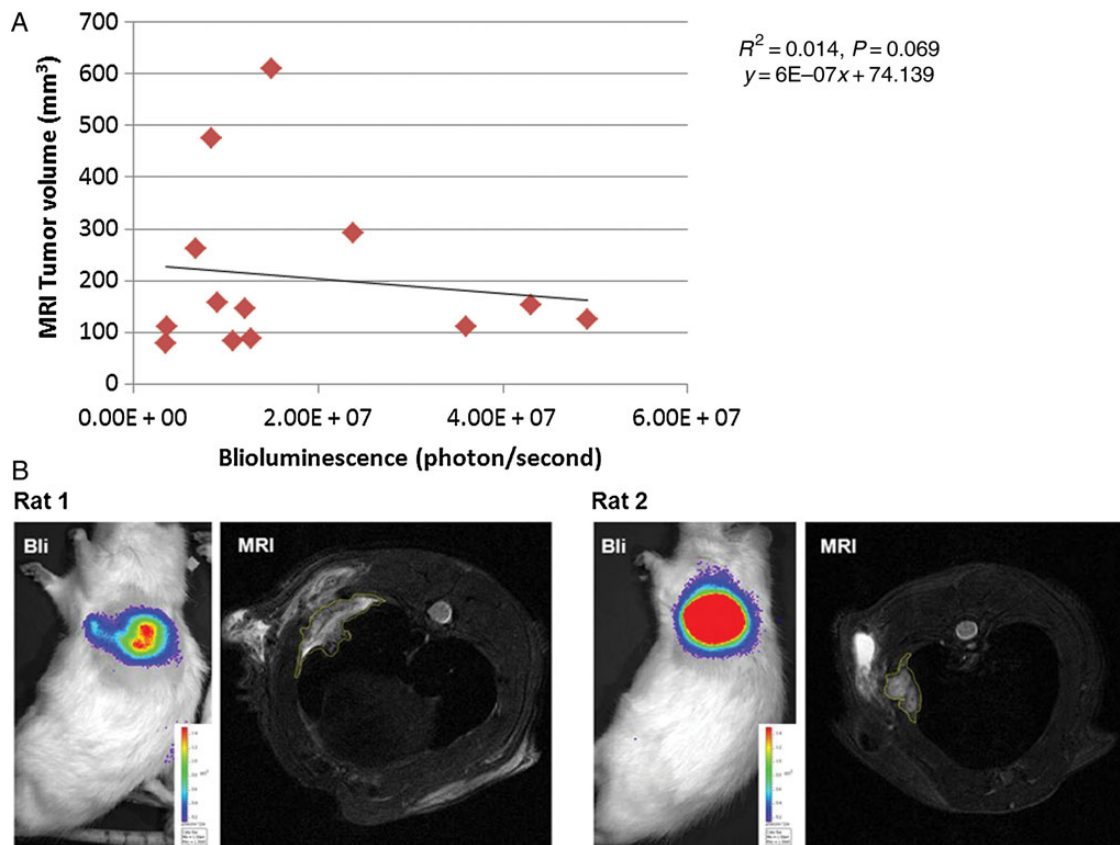 A
700
600
500
400
300
200
100
0
MRI Tumor volume (mm³)
0.00E + 00 2.00E + 07 4.00E + 07 6.00E + 07
Blioluminescence (photon/second)
R² = 0.014, P = 0.069
y = 6E–07x + 74.139
B
Rat 1
Rat 2
Bli
MRI
Bli
MRI